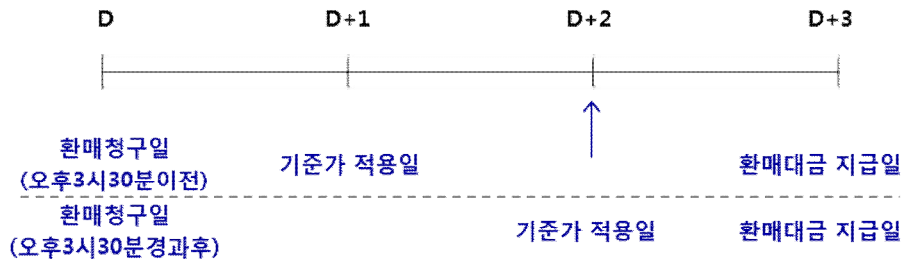 D D+1 D+2 D+3
환매청구일
(오후3시30분이전)
기준가 적용일
환매대금 지급일
환매청구일
(오후3시30분경과후)
기준가 적용일
환매대금 지급일